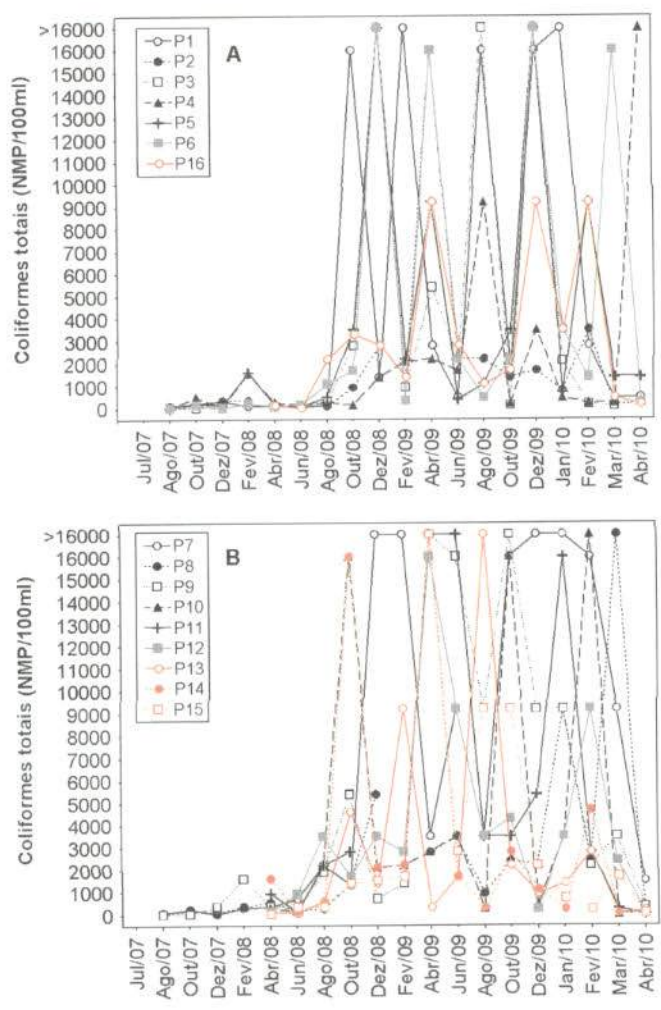 Coliformes totais (NMP/100ml)
>16000
15000
14000
13000
12000
11000
10000
9000
8000
7000
6000
5000
4000
3000
2000
1000
0
A
P1
P2
P3
P4
P5
P6
P16
Jul/07
Ago/07
Out/07
Dez/07
Fev/08
Abr/08
Jun/08
Ago/08
Out/08
Dez/08
Fev/09
Abr/09
Jun/09
Ago/09
Out/09
Dez/09
Jan/10
Fev/10
Mar/10
Abr/10
Coliformes totais (NMP/100ml)
>16000
15000
14000
13000
12000
11000
10000
9000
8000
7000
6000
5000
4000
3000
2000
1000
0
B
P7
P8
P9
P10
P11
P12
P13
P14
P15
Jul/07
Ago/07
Out/07
Dez/07
Fev/08
Abr/08
Jun/08
Ago/08
Out/08
Dez/08
Fev/09
Abr/09
Jun/09
Ago/09
Out/09
Dez/09
Jan/10
Fev/10
Mar/10
Abr/10